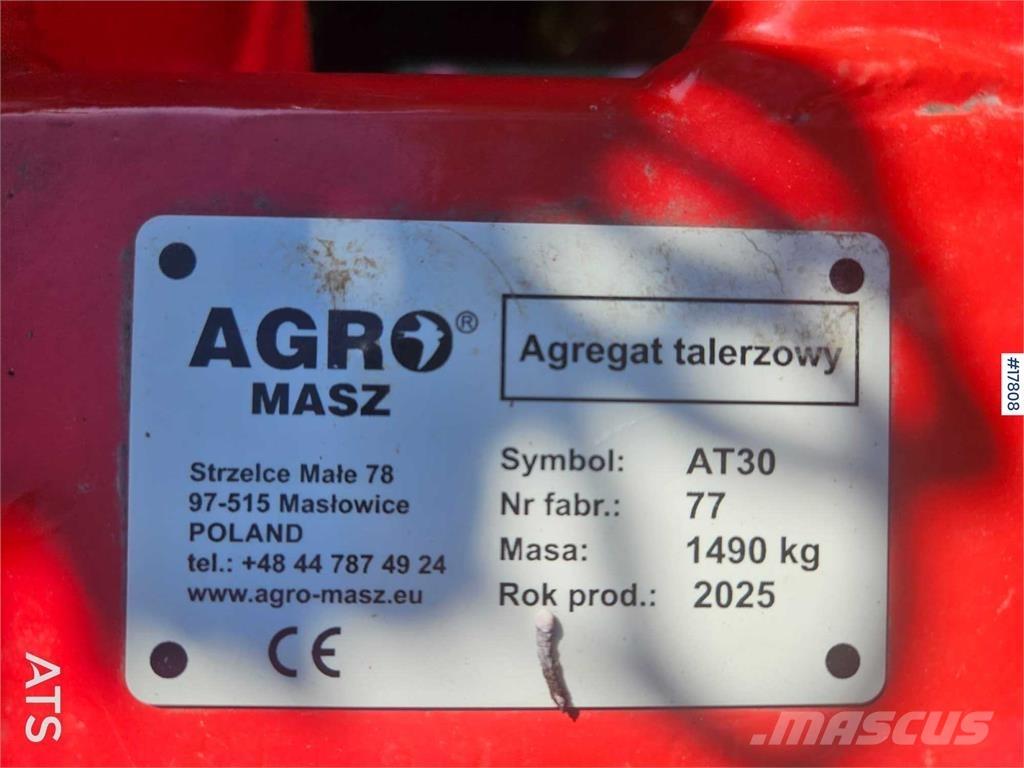 AGRO®
MASZ
Agregat talerzowy
Strzelce Małe 78
97-515 Masłowice
POLAND
tel.: +48 44 787 49 24
www.agro-masz.eu
CE
Symbol: AT30
Nr fabr.: 77
Masa: 1490 kg
Rok prod.: 2025
#17808
ATS
MASCUS